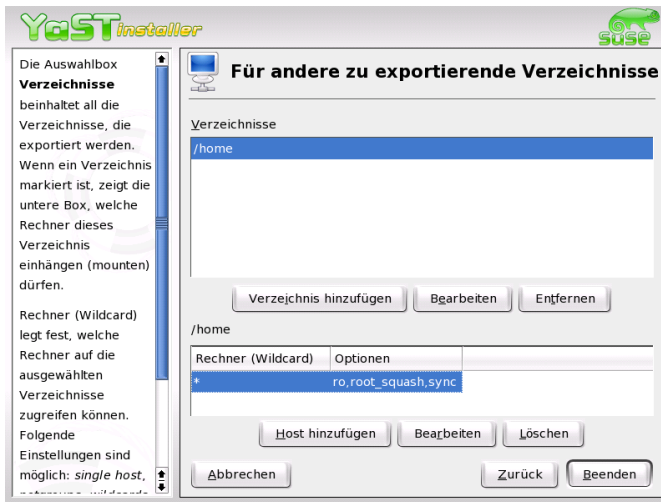 YaST installer
SUSE
Die Auswahlbox
Verzeichnisse
beinhaltet all die
Verzeichnisse, die
exportiert werden.
Wenn ein Verzeichnis
markiert ist, zeigt die
untere Box, welche
Rechner dieses
Verzeichnis
einhängen (mounten)
dürfen.
Rechner (Wildcard)
legt fest, welche
Rechner auf die
ausgewählten
Verzeichnisse
zugreifen können.
Folgende
Einstellungen sind
möglich: single host,
Für andere zu exportierende Verzeichnisse
Verzeichnisse
/home
Verzeichnis hinzufügen Bearbeiten Entfernen
/home
Rechner (Wildcard) Optionen
* ro,root_squash,sync
Host hinzufügen Bearbeiten Löschen
Abbrechen Zurück Beenden